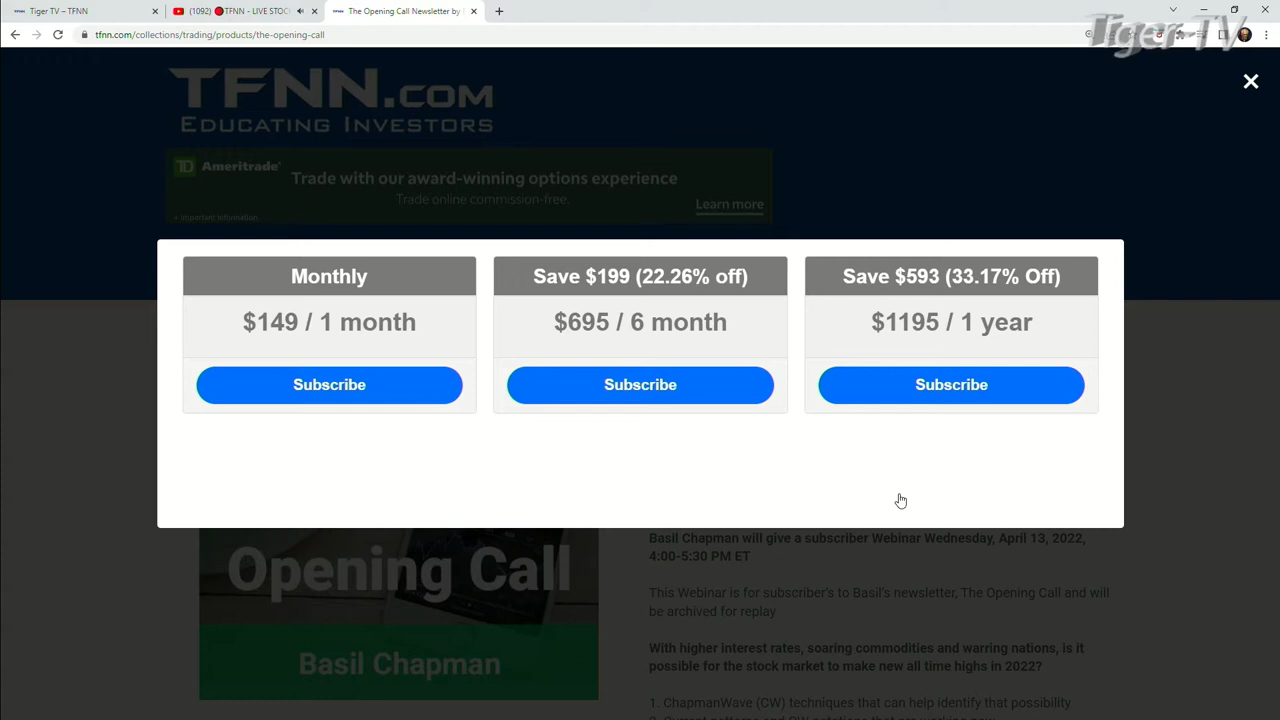 Tiger TV – TFNN
(1092) 🔴TFNN - LIVE STOC
The Opening Call Newsletter by
tfnn.com/collections/trading/products/the-opening-call
Tiger TV
TFNN.COM
EDUCATING INVESTORS
TD Ameritrade
Trade with our award-winning options experience
Trade online commission-free.
Learn more
+ Important information
Monthly
$149 / 1 month
Subscribe
Save $199 (22.26% off)
$695 / 6 month
Subscribe
Save $593 (33.17% Off)
$1195 / 1 year
Subscribe
Opening Call
Basil Chapman
Basil Chapman will give a subscriber Webinar Wednesday, April 13, 2022,
4:00-5:30 PM ET
This Webinar is for subscriber's to Basil's newsletter, The Opening Call and will
be archived for replay
With higher interest rates, soaring commodities and warring nations, is it
possible for the stock market to make new all time highs in 2022?
1. ChapmanWave (CW) techniques that can help identify that possibility